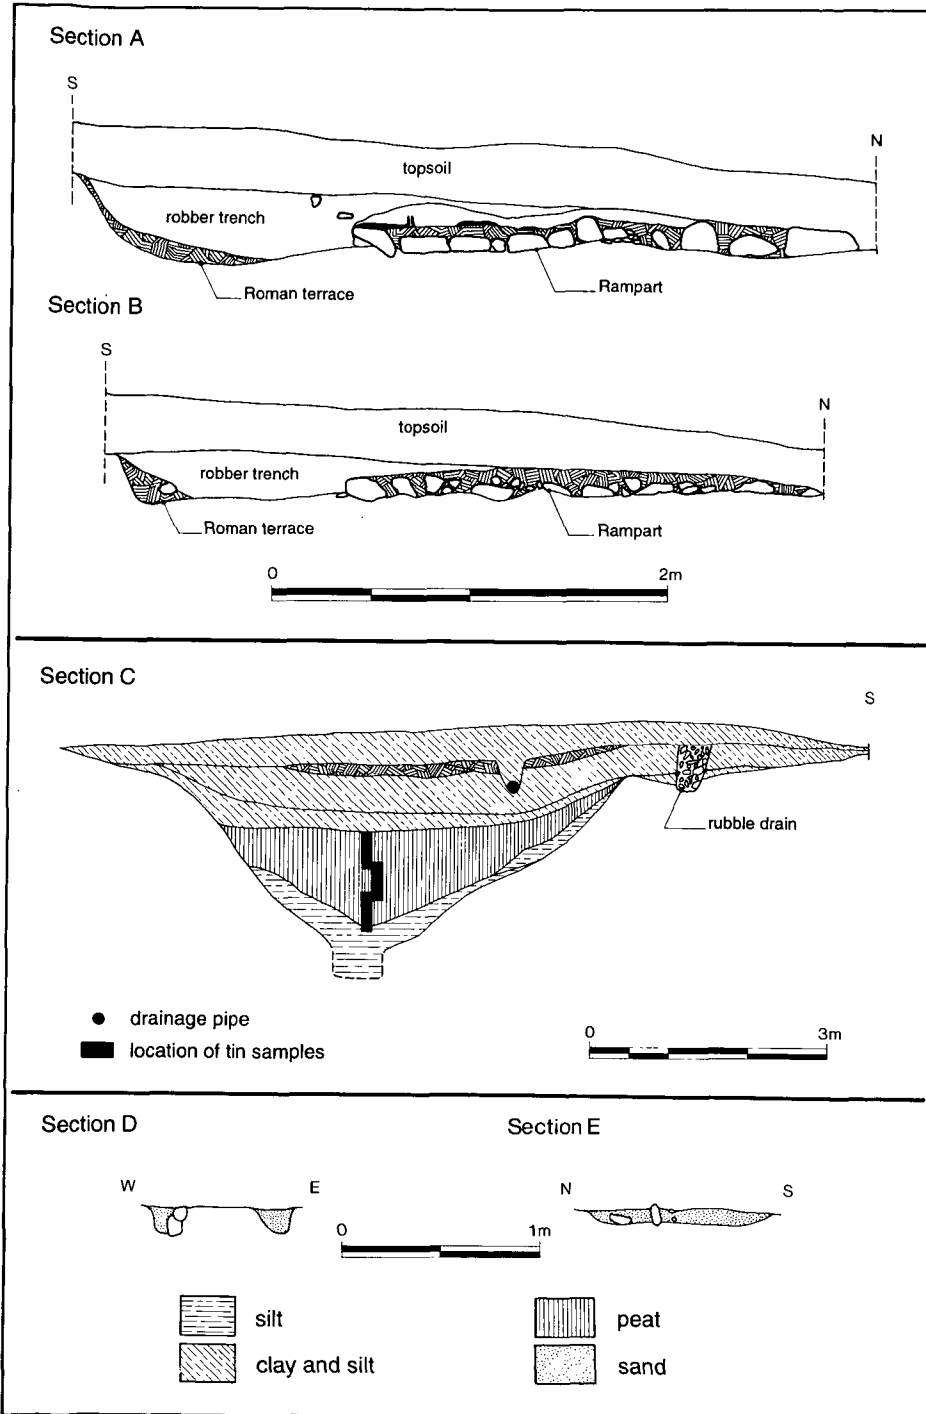 Section A
S
N
topsoil
robber trench
Roman terrace
Rampart
Section B
S
N
topsoil
robber trench
Roman terrace
Rampart
0 2m
Section C
S
rubble drain
drainage pipe
location of tin samples
0 3m
Section D
Section E
W E
N S
0 1m
silt
peat
clay and silt
sand